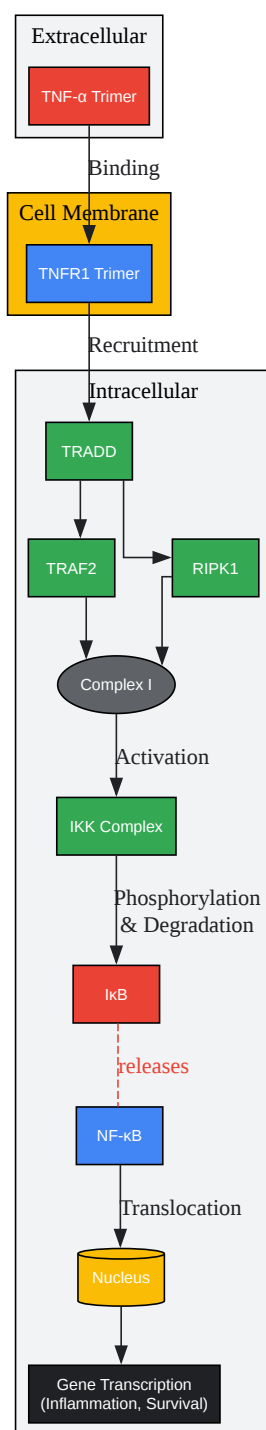 Extracellular
TNF-α Trimer
Binding
Cell Membrane
TNFR1 Trimer
Recruitment
Intracellular
TRADD
TRAF2
RIPK1
Complex I
Activation
IKK Complex
Phosphorylation
& Degradation
IκB
releases
NF-κB
Translocation
Nucleus
Gene Transcription
(Inflammation, Survival)